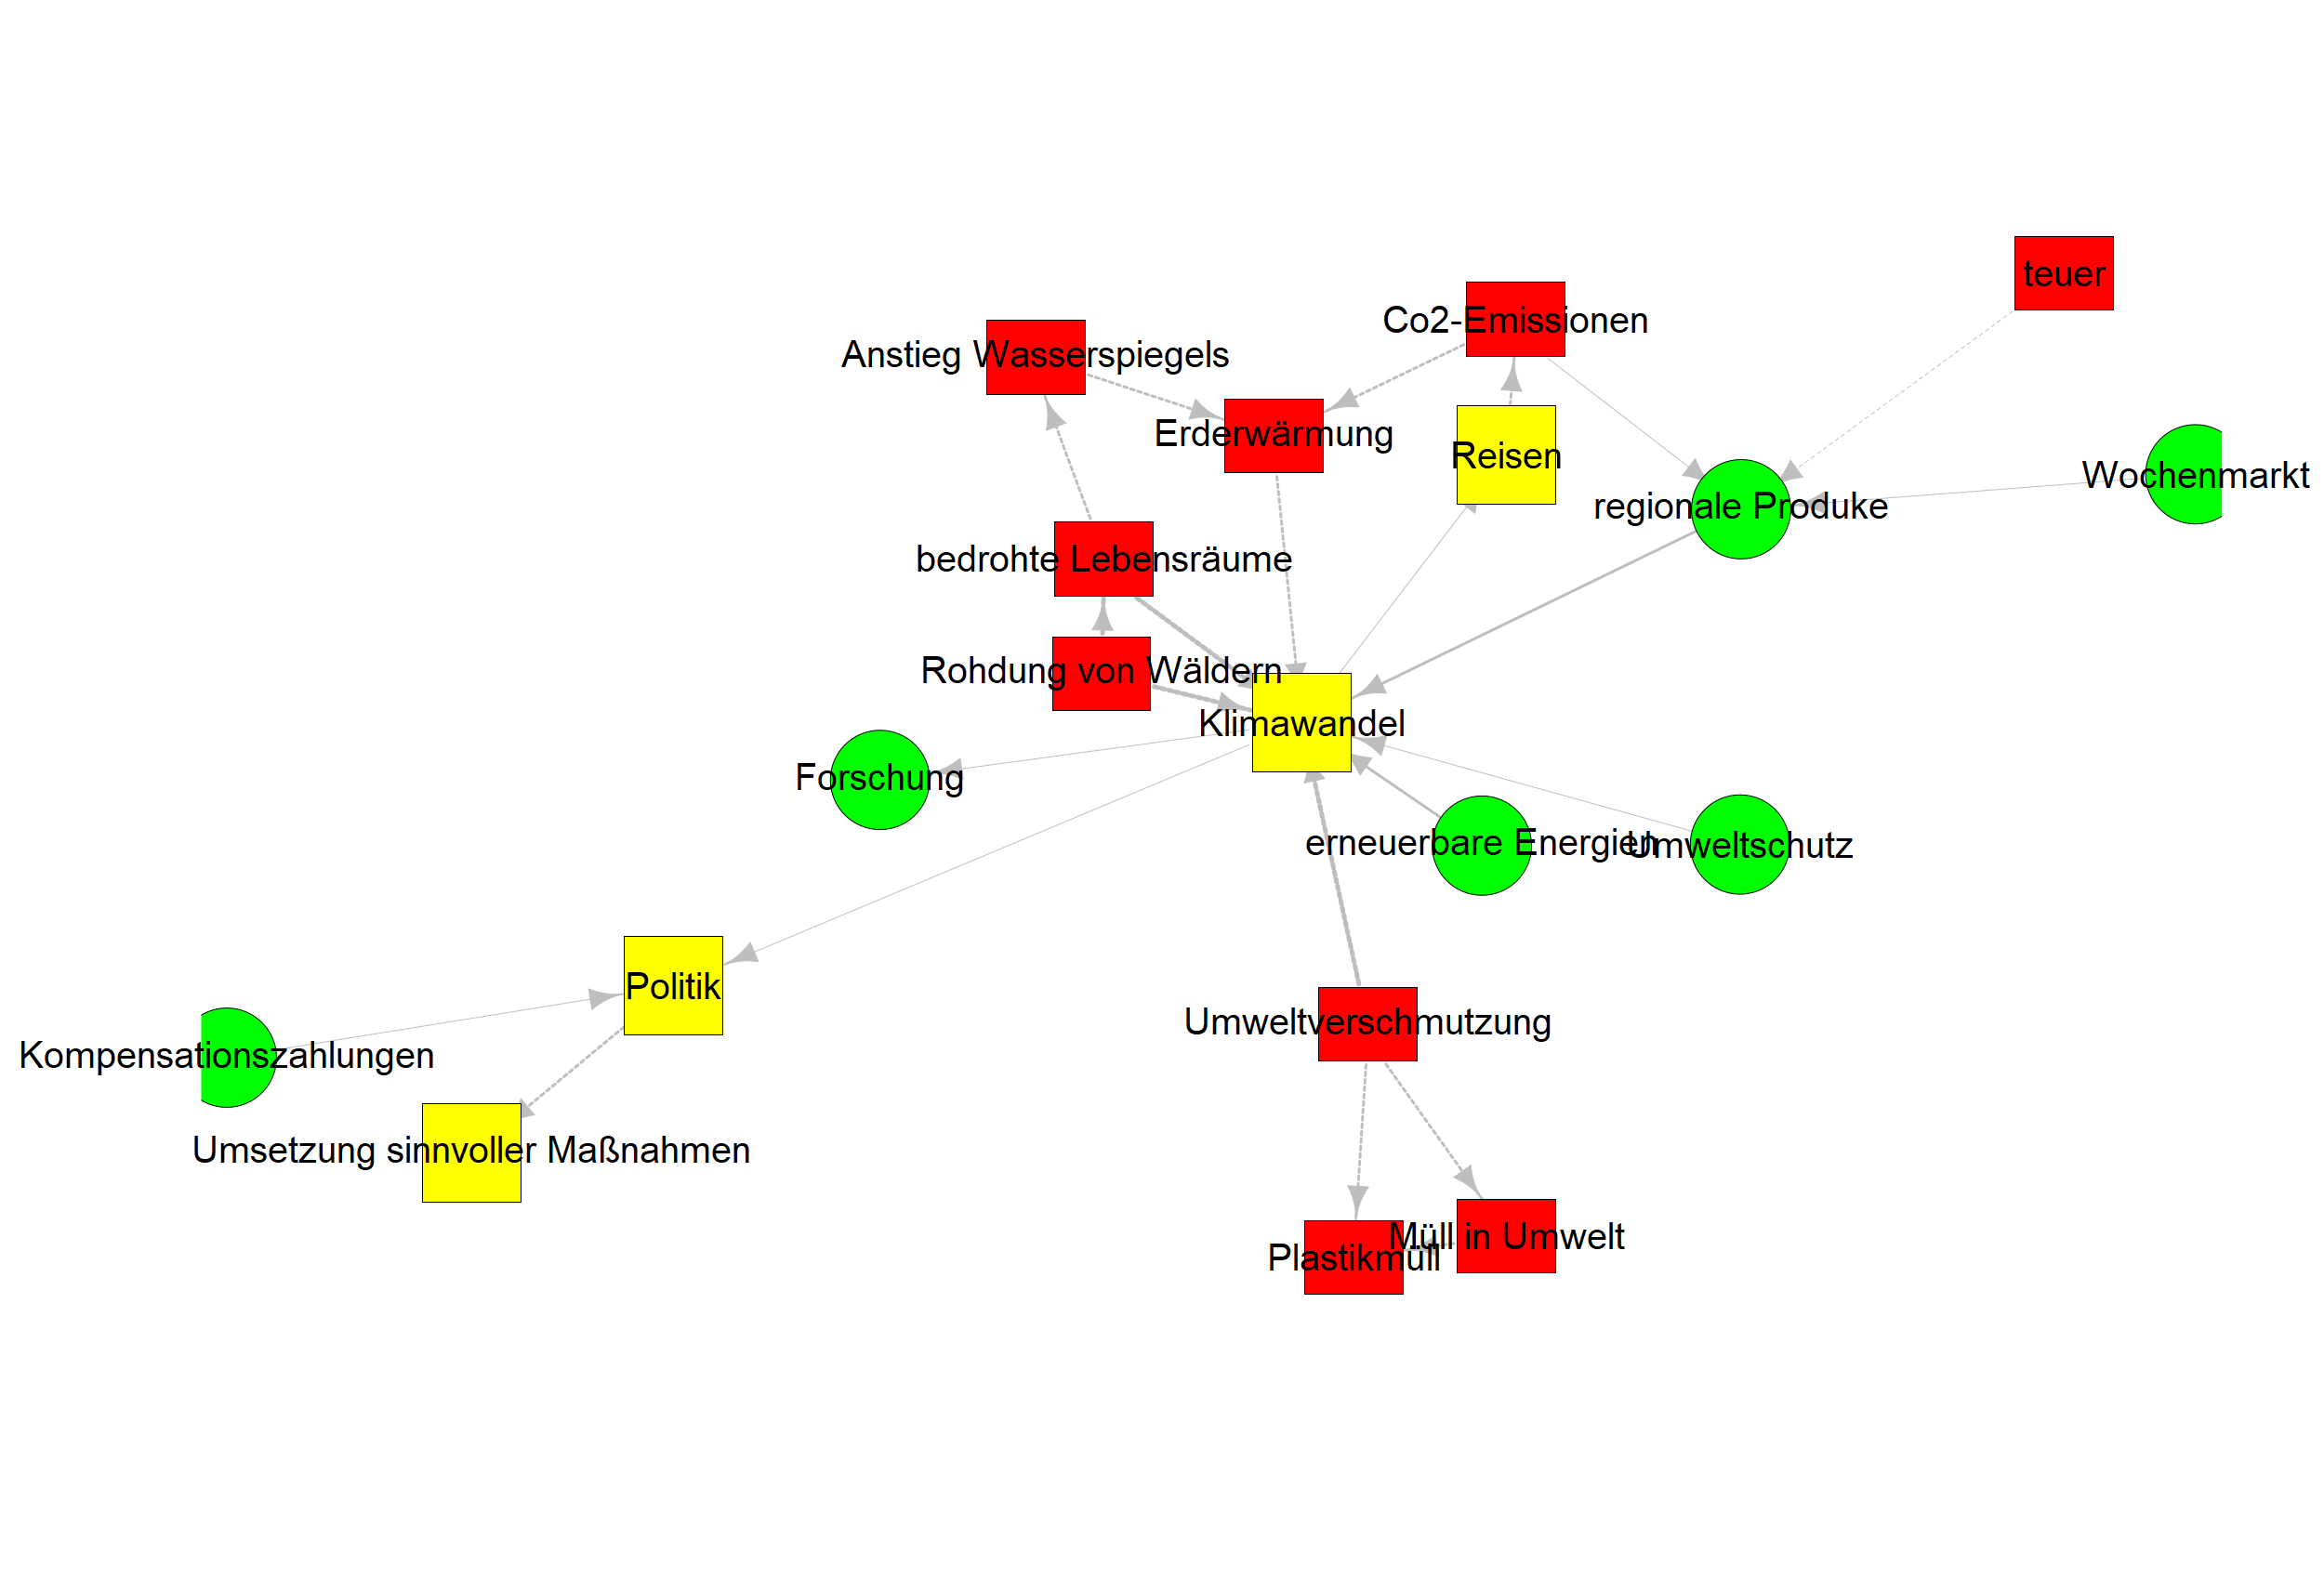 teuer
Co2-Emissionen
Anstieg Wasserspiegels
Erderwärmung
Reisen
Wochenmarkt
regionale Produke
bedrohte Lebensräume
Rohdung von Wäldern
Klimawandel
Forschung
erneuerbare Energien
Umweltschutz
Politik
Umweltverschmutzung
Kompensationszahlungen
Umsetzung sinnvoller Maßnahmen
Müll in Umwelt
Plastikmüll